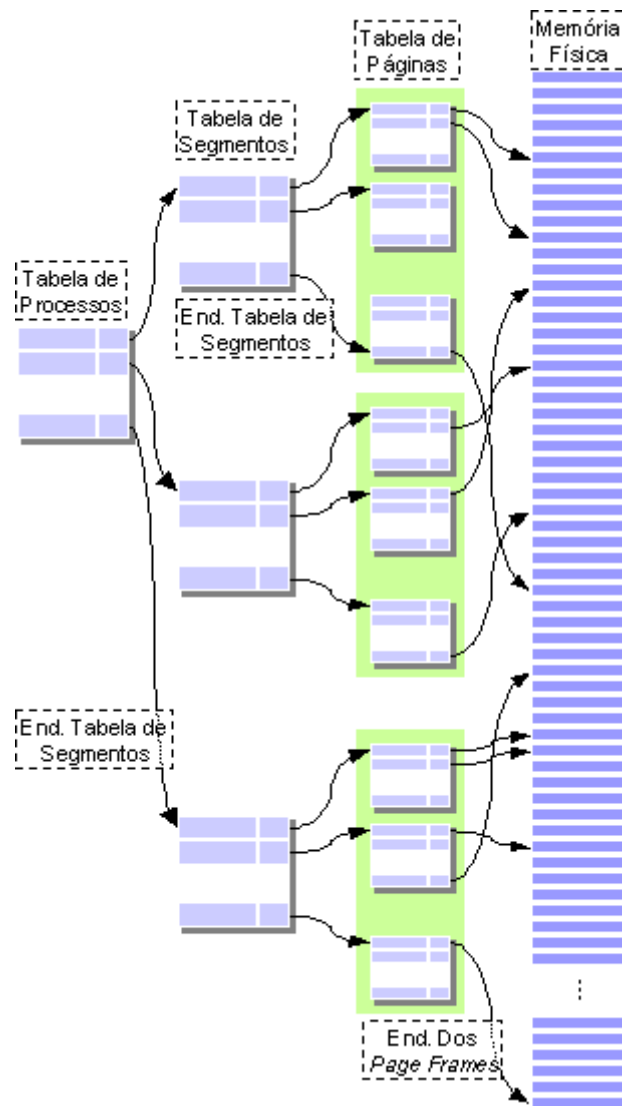 Memória
Física
Tabela de
Páginas
Tabela de
Segmentos
Tabela de
Processos
End. Tabela de
Segmentos
End. Tabela de
Segmentos
End. Dos
Page Frames